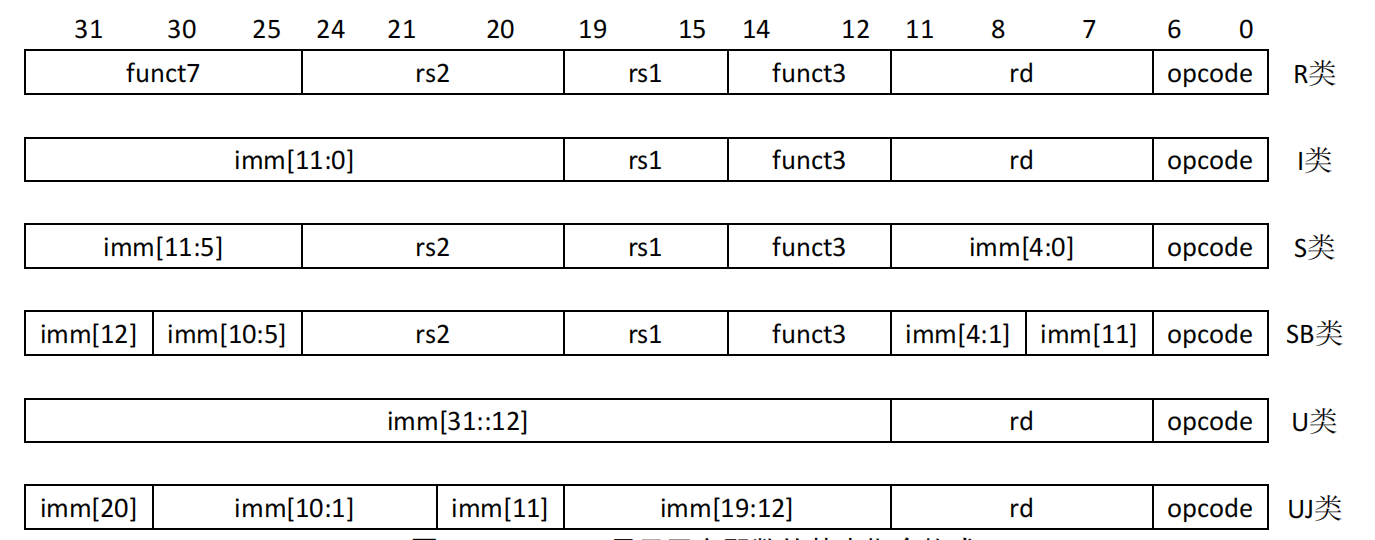 31 30 25 24 21 20 19 15 14 12 11 8 7 6 0
funct7 rs2 rs1 funct3 rd opcode R类
imm[11:0] rs1 funct3 rd opcode I类
imm[11:5] rs2 rs1 funct3 imm[4:0] opcode S类
imm[12] imm[10:5] rs2 rs1 funct3 imm[4:1] imm[11] opcode SB类
imm[31::12] rd opcode U类
imm[20] imm[10:1] imm[11] imm[19:12] rd opcode UJ类